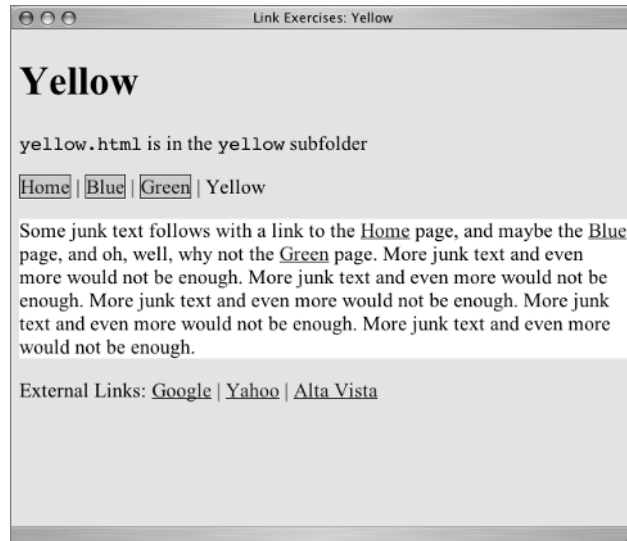 Link Exercises: Yellow
Yellow
yellow.html is in the yellow subfolder
Home | Blue | Green | Yellow
Some junk text follows with a link to the Home page, and maybe the Blue
page, and oh, well, why not the Green page. More junk text and even
more would not be enough. More junk text and even more would not be
enough. More junk text and even more would not be enough. More junk
text and even more would not be enough. More junk text and even more
would not be enough.
External Links: Google | Yahoo | Alta Vista